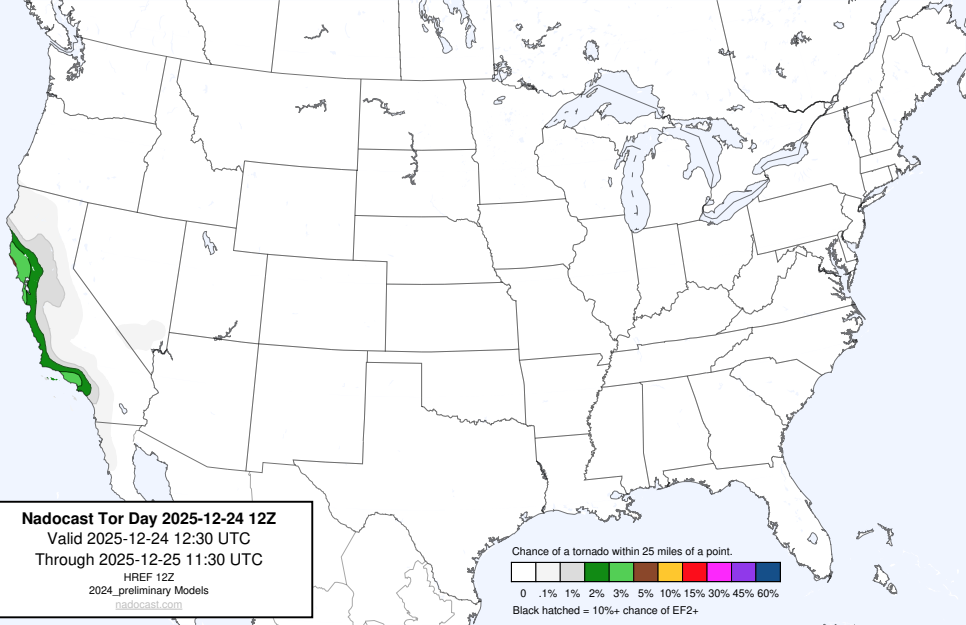 Nadocast Tor Day 2025-12-24 12Z
Valid 2025-12-24 12:30 UTC
Through 2025-12-25 11:30 UTC
HREF 12Z
2024_preliminary Models
nadocast.com
Chance of a tornado within 25 miles of a point.
0 .1% 1% 2% 3% 5% 10% 15% 30% 45% 60%
Black hatched = 10%+ chance of EF2+